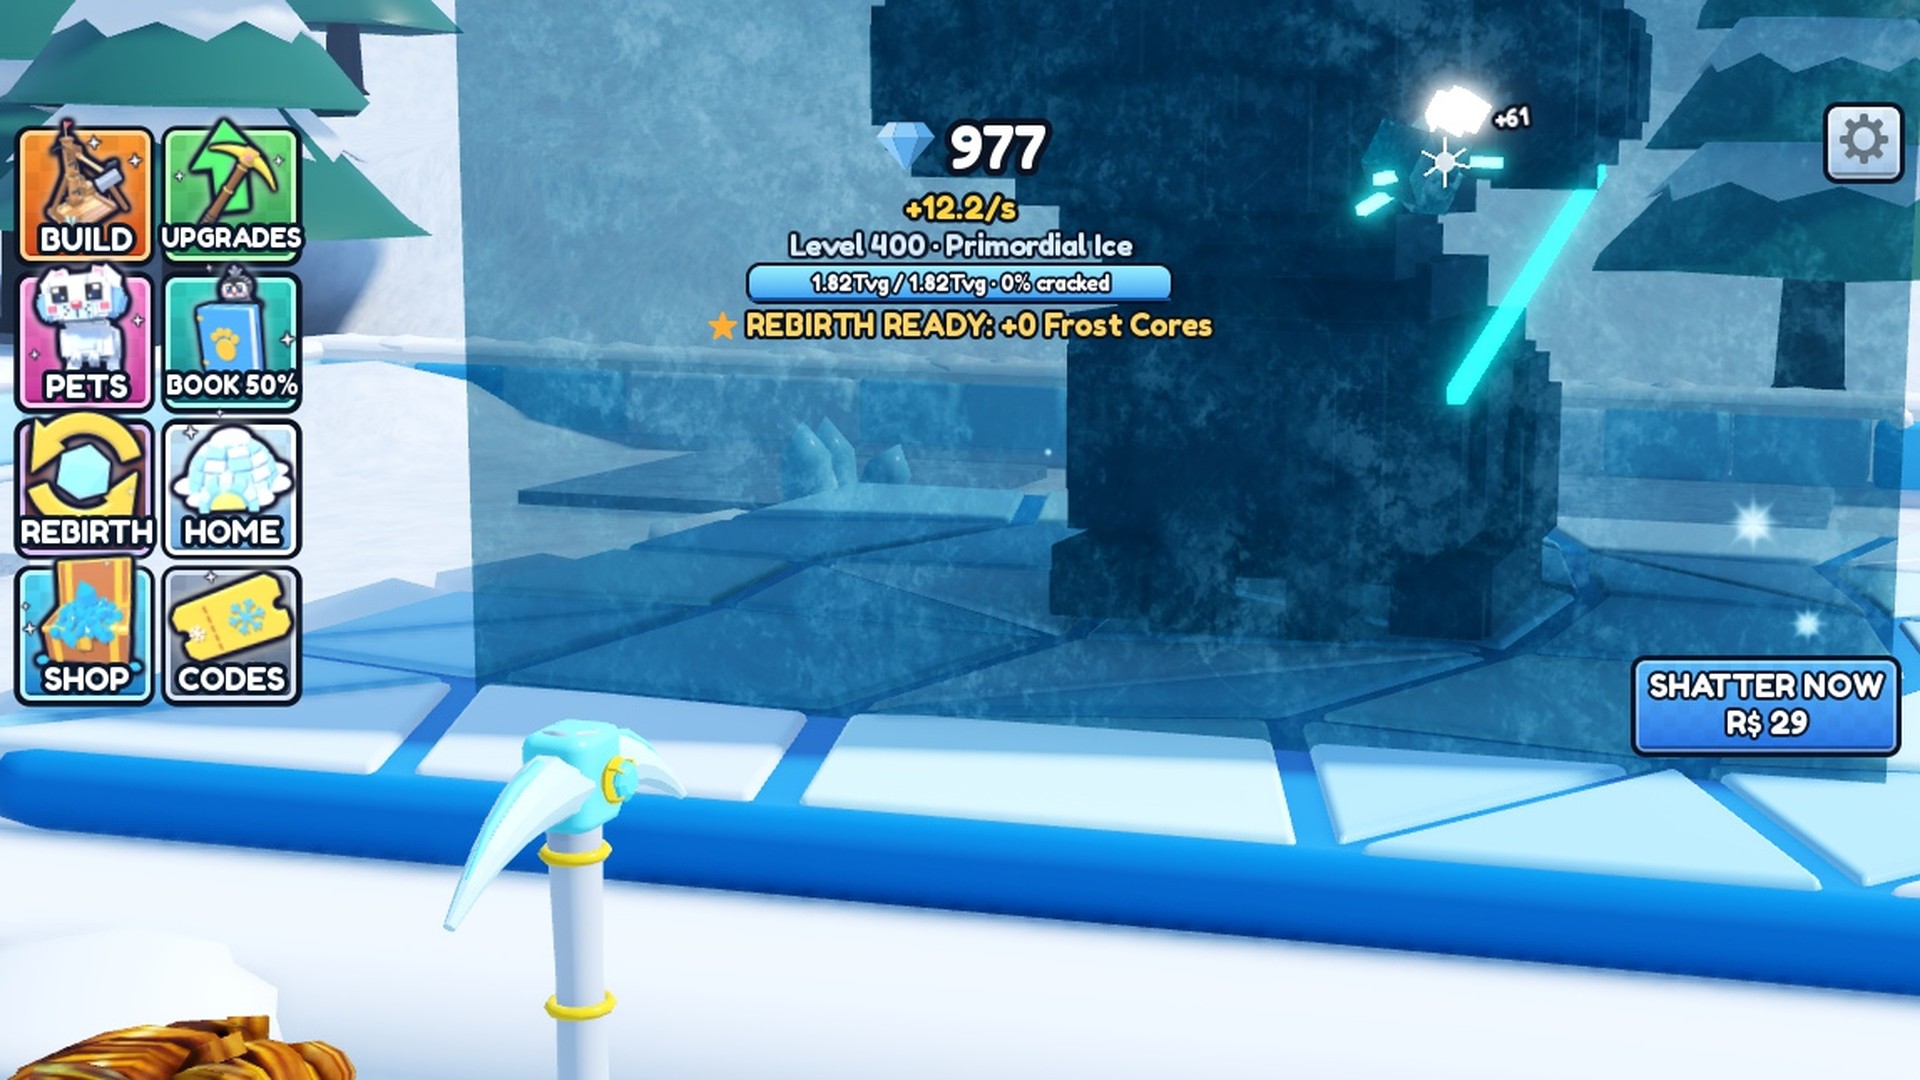 977
+61
+12.2/s
Level 400 · Primordial Ice
1.82Tvg / 1.82Tvg · 0% cracked
REBIRTH READY: +0 Frost Cores
BUILD
UPGRADES
PETS
BOOK 50%
REBIRTH
HOME
SHOP
CODES
SHATTER NOW
R$ 29